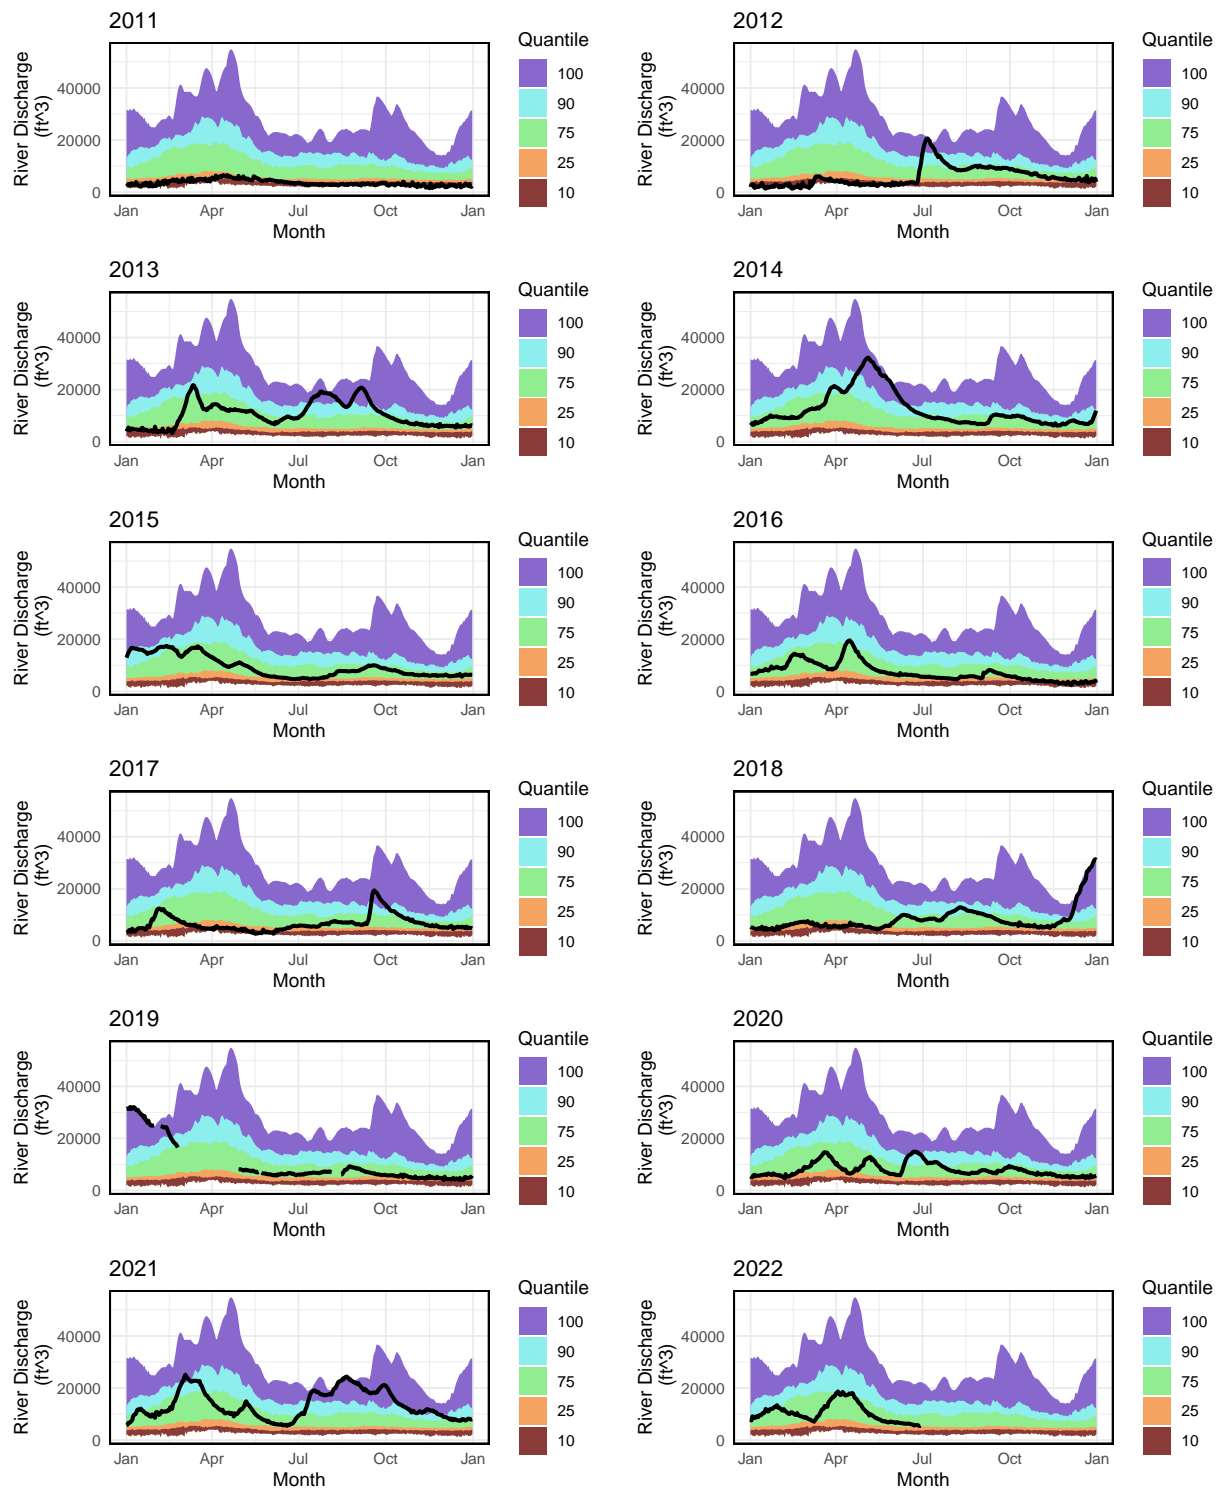 2011
River Discharge
(ft^3)
40000
20000
0
Jan
Apr
Jul
Oct
Jan
Month
Quantile
100
90
75
25
10
2012
River Discharge
(ft^3)
40000
20000
0
Jan
Apr
Jul
Oct
Jan
Month
Quantile
100
90
75
25
10
2013
River Discharge
(ft^3)
40000
20000
0
Jan
Apr
Jul
Oct
Jan
Month
Quantile
100
90
75
25
10
2014
River Discharge
(ft^3)
40000
20000
0
Jan
Apr
Jul
Oct
Jan
Month
Quantile
100
90
75
25
10
2015
River Discharge
(ft^3)
40000
20000
0
Jan
Apr
Jul
Oct
Jan
Month
Quantile
100
90
75
25
10
2016
River Discharge
(ft^3)
40000
20000
0
Jan
Apr
Jul
Oct
Jan
Month
Quantile
100
90
75
25
10
2017
River Discharge
(ft^3)
40000
20000
0
Jan
Apr
Jul
Oct
Jan
Month
Quantile
100
90
75
25
10
2018
River Discharge
(ft^3)
40000
20000
0
Jan
Apr
Jul
Oct
Jan
Month
Quantile
100
90
75
25
10
2019
River Discharge
(ft^3)
40000
20000
0
Jan
Apr
Jul
Oct
Jan
Month
Quantile
100
90
75
25
10
2020
River Discharge
(ft^3)
40000
20000
0
Jan
Apr
Jul
Oct
Jan
Month
Quantile
100
90
75
25
10
2021
River Discharge
(ft^3)
40000
20000
0
Jan
Apr
Jul
Oct
Jan
Month
Quantile
100
90
75
25
10
2022
River Discharge
(ft^3)
40000
20000
0
Jan
Apr
Jul
Oct
Jan
Month
Quantile
100
90
75
25
10